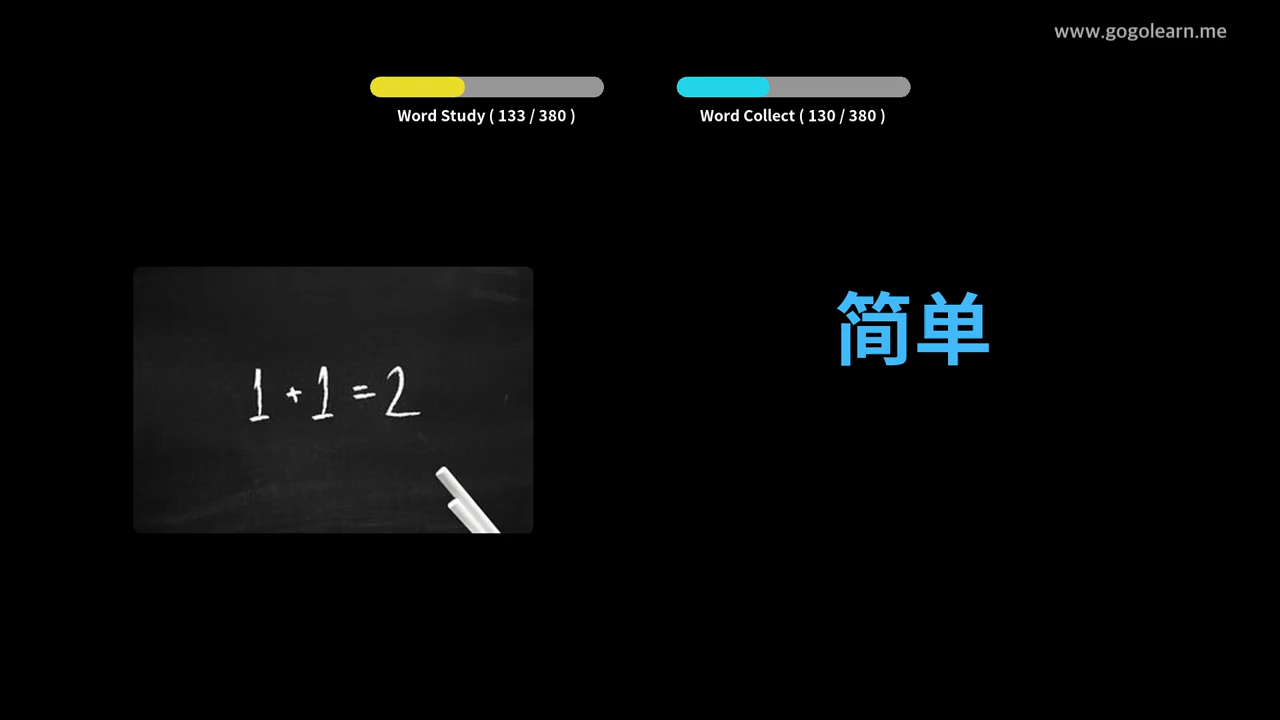 www.gogolearn.me
Word Study ( 133 / 380 )
Word Collect ( 130 / 380 )
1 + 1 = 2
简单